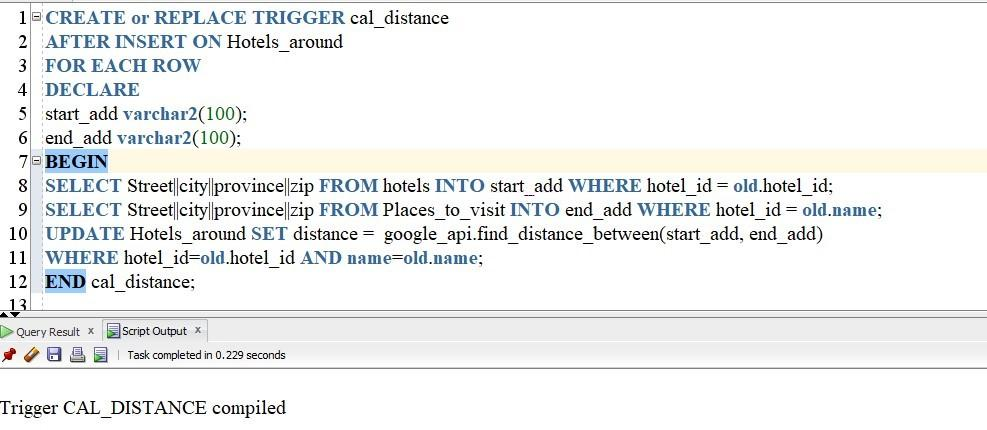 1 CREATE or REPLACE TRIGGER cal_distance
2 AFTER INSERT ON Hotels_around
3 FOR EACH ROW
4 DECLARE
5 start_add varchar2(100);
6 end_add varchar2(100);
7 BEGIN
8 SELECT Street||city||province||zip FROM hotels INTO start_add WHERE hotel_id = old.hotel_id;
9 SELECT Street||city||province||zip FROM Places_to_visit INTO end_add WHERE hotel_id = old.name;
10 UPDATE Hotels_around SET distance = google_api.find_distance_between(start_add, end_add)
11 WHERE hotel_id=old.hotel_id AND name=old.name;
12 END cal_distance;
13
Query Result x Script Output x
Task completed in 0.229 seconds
Trigger CAL_DISTANCE compiled